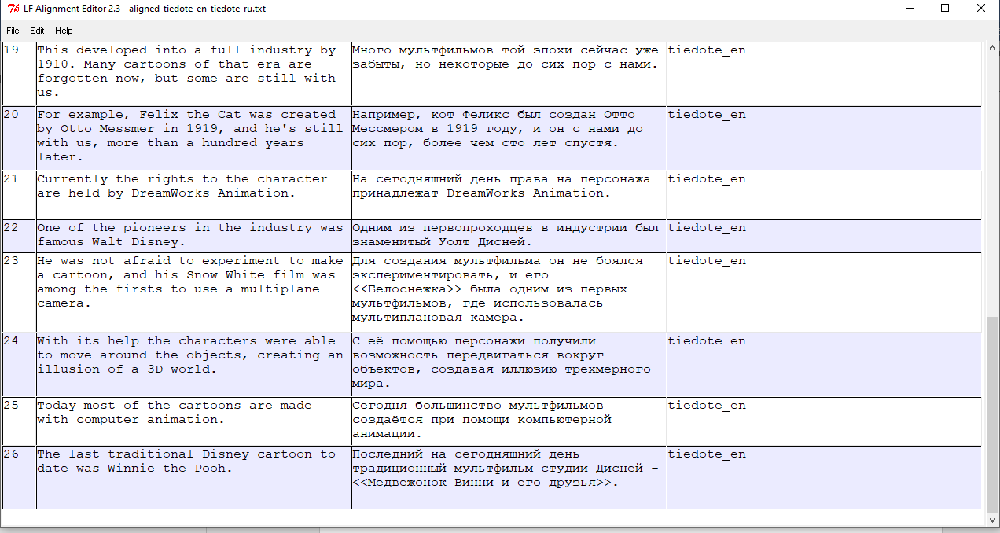 LF Alignment Editor 2.3 - aligned_tiedote_en-tiedote_ru.txt
File Edit Help
19
This developed into a full industry by
1910. Many cartoons of that era are
forgotten now, but some are still with
us.
Много мультфильмов той эпохи сейчас уже
забыты, но некоторые до сих пор с нами.
tiedote_en
20
For example, Felix the Cat was created
by Otto Messmer in 1919, and he's still
with us, more than a hundred years
later.
Например, кот Феликс был создан Отто
Мессмером в 1919 году, и он с нами до
сих пор, более чем сто лет спустя.
tiedote_en
21
Currently the rights to the character
are held by DreamWorks Animation.
На сегодняшний день права на персонажа
принадлежат DreamWorks Animation.
tiedote_en
22
One of the pioneers in the industry was
famous Walt Disney.
Одним из первопроходцев в индустрии был
знаменитый Уолт Дисней.
tiedote_en
23
He was not afraid to experiment to make
a cartoon, and his Snow White film was
among the firsts to use a multiplane
camera.
Для создания мультфильма он не боялся
экспериментировать, и его
<<Белоснежка>> была одним из первых
мультфильмов, где использовалась
мультиплановая камера.
tiedote_en
24
With its help the characters were able
to move around the objects, creating an
illusion of a 3D world.
С её помощью персонажи получили
возможность передвигаться вокруг
объектов, создавая иллюзию трёхмерного
мира.
tiedote_en
25
Today most of the cartoons are made
with computer animation.
Сегодня большинство мультфильмов
создаётся при помощи компьютерной
анимации.
tiedote_en
26
The last traditional Disney cartoon to
date was Winnie the Pooh.
Последний на сегодняшний день
традиционный мультфильм студии Дисней –
<<Медвежонок Винни и его друзья>>.
tiedote_en